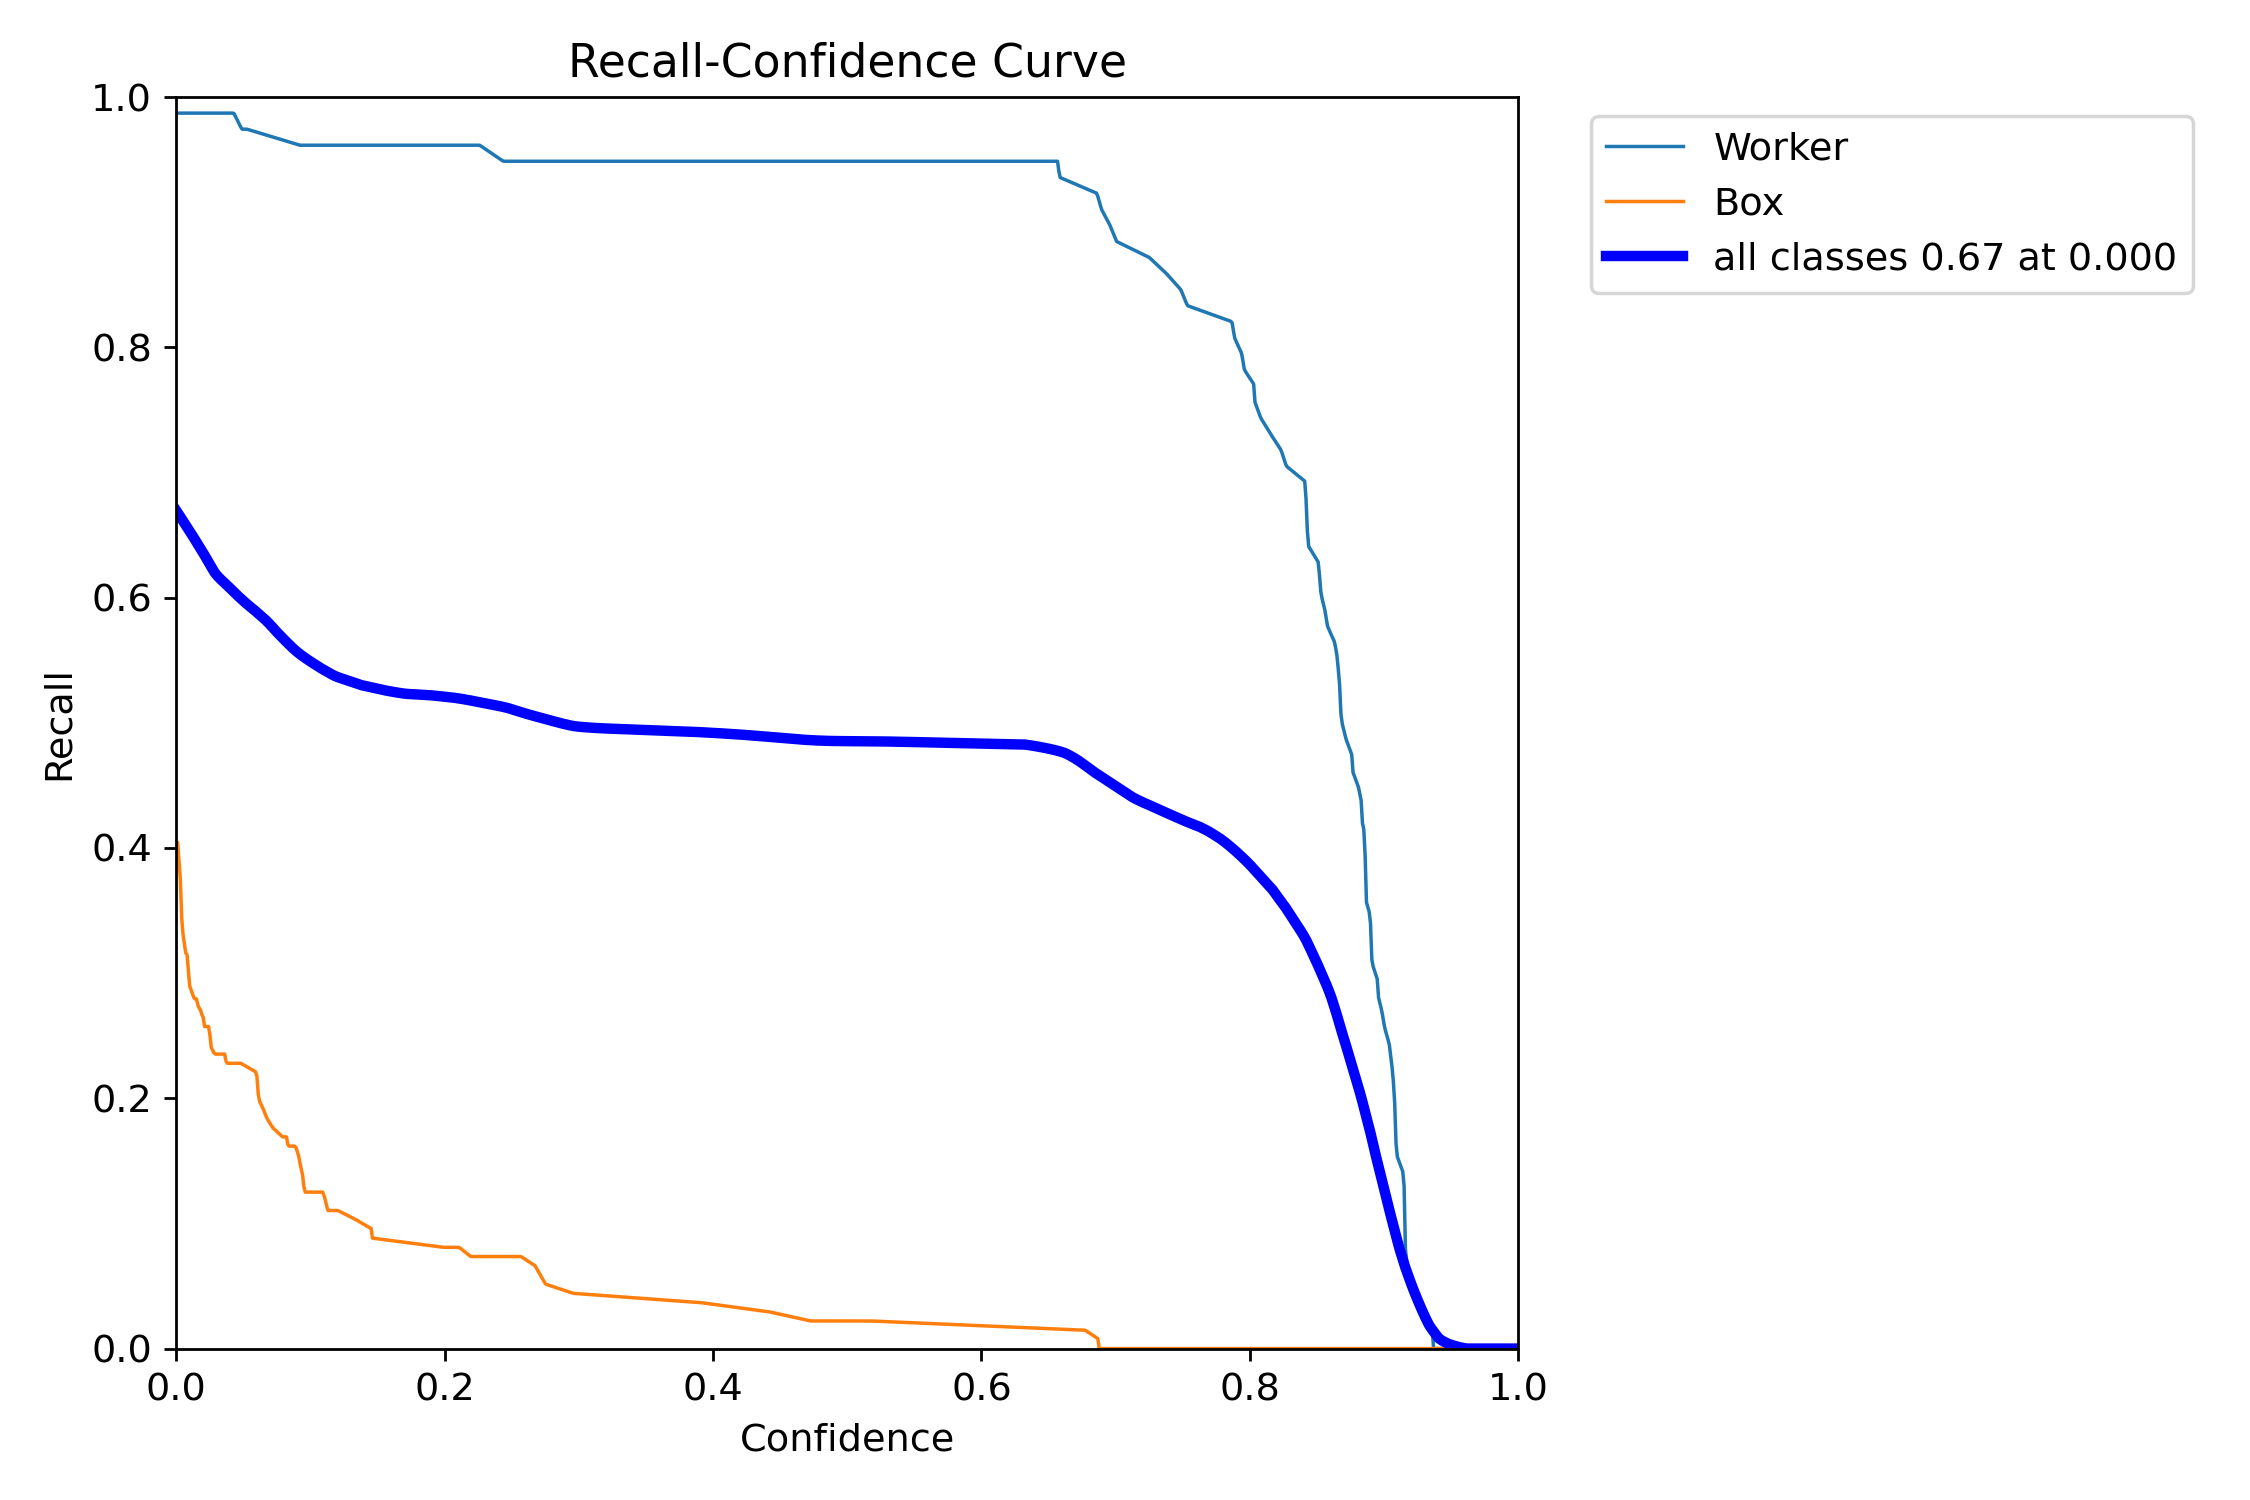 Recall-Confidence Curve
1.0
0.8
0.6
0.4
0.2
0.0
Recall
0.0 0.2 0.4 0.6 0.8 1.0
Confidence
Worker
Box
all classes 0.67 at 0.000